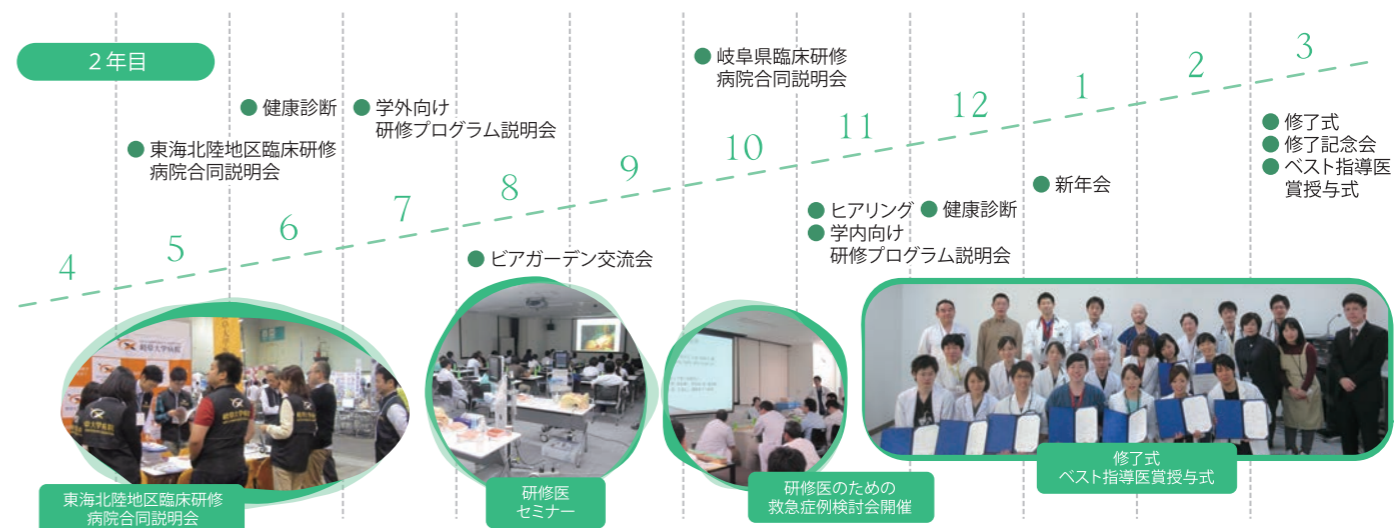 2年目
4
5
6
7
8
9
10
11
12
1
2
3
東海北陸地区臨床研修
病院合同説明会
健康診断
学外向け
研修プログラム説明会
ビアガーデン交流会
岐阜県臨床研修
病院合同説明会
ヒアリング
学内向け
研修プログラム説明会
健康診断
新年会
修了式
修了記念会
ベスト指導医
賞授与式
岐阜大学病院
東海北陸地区臨床研修
病院合同説明会
研修医
セミナー
研修医のための
救急症例検討会開催
修了式
ベスト指導医賞授与式